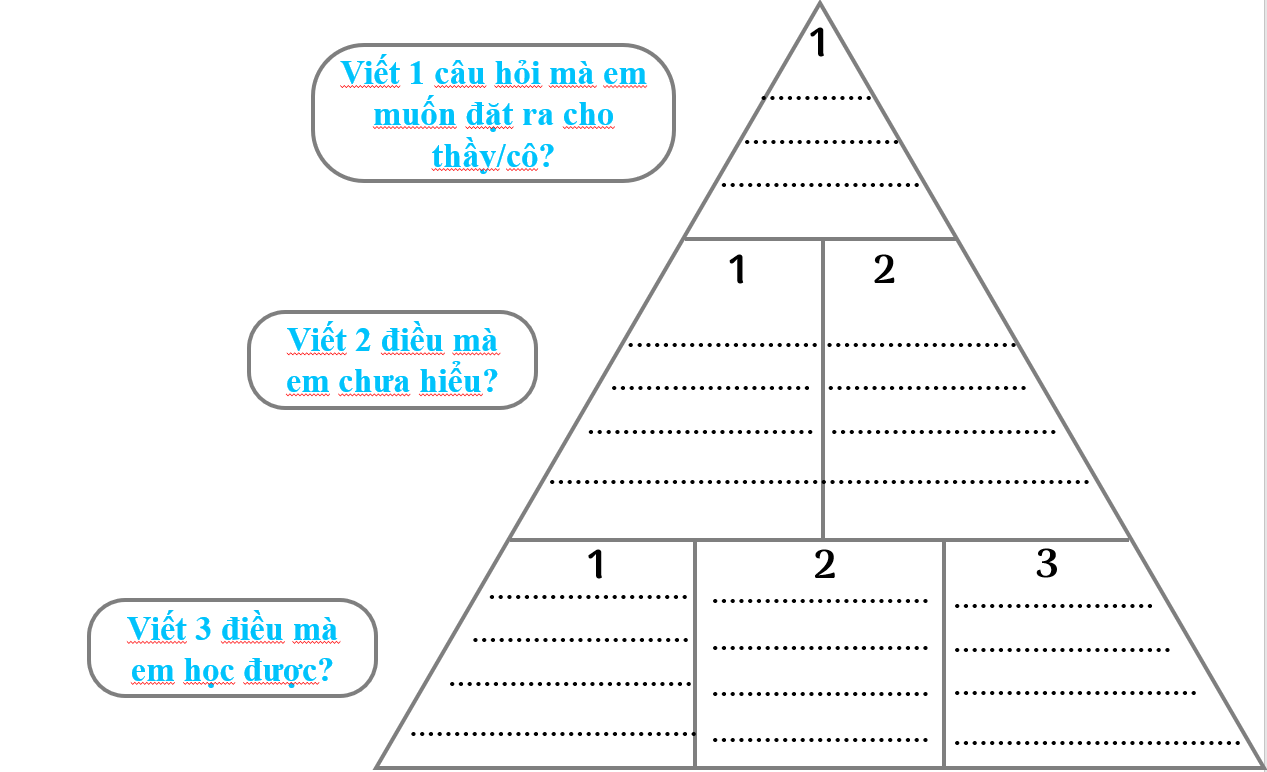 1
Viết 1 câu hỏi mà em
muốn đặt ra cho
thầy/cô?
.............
..................
.......................
1 2
Viết 2 điều mà
em chưa hiểu?
...................... ......................
....................... .......................
.......................... ..........................
...............................................................
1 2 3
Viết 3 điều mà
em học được?
....................... ......................... .......................
......................... ......................... .........................
............................ ......................... ............................
................................. ......................... .................................